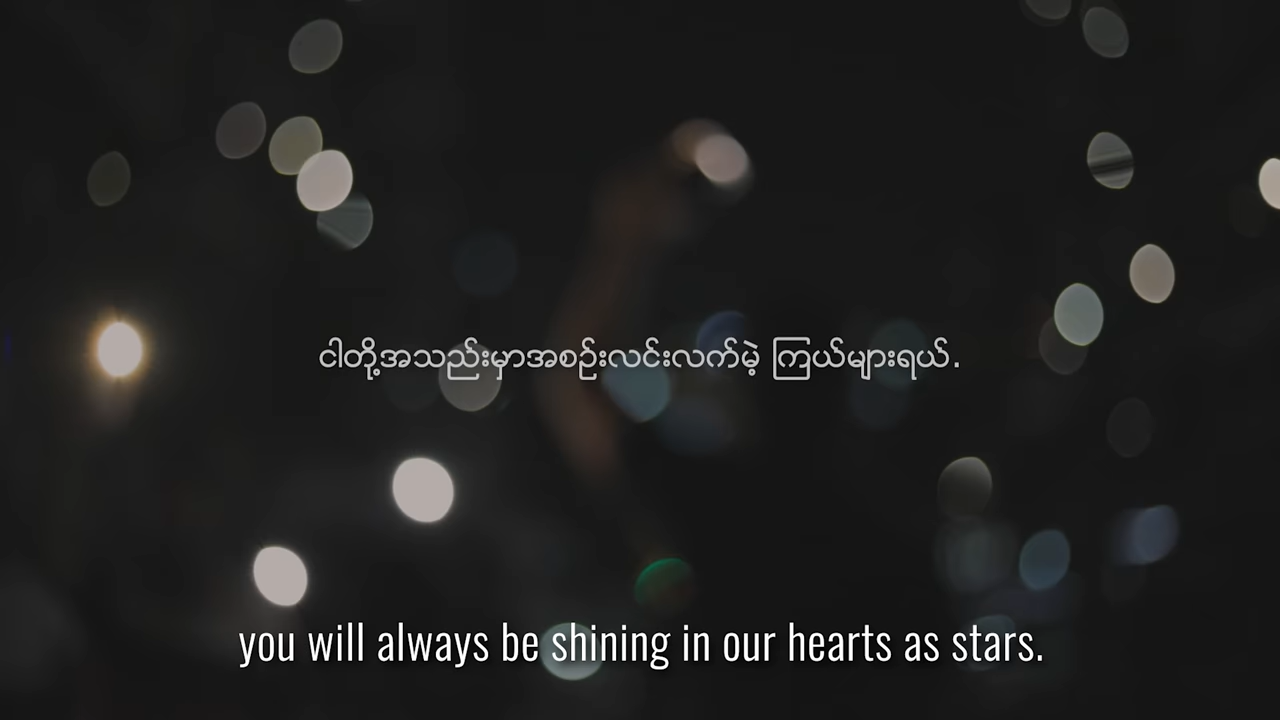 ငါတို့အသည်းမှာအစဉ်းလင်းလက်မဲ့ ကြယ်များရယ်.
you will always be shining in our hearts as stars.